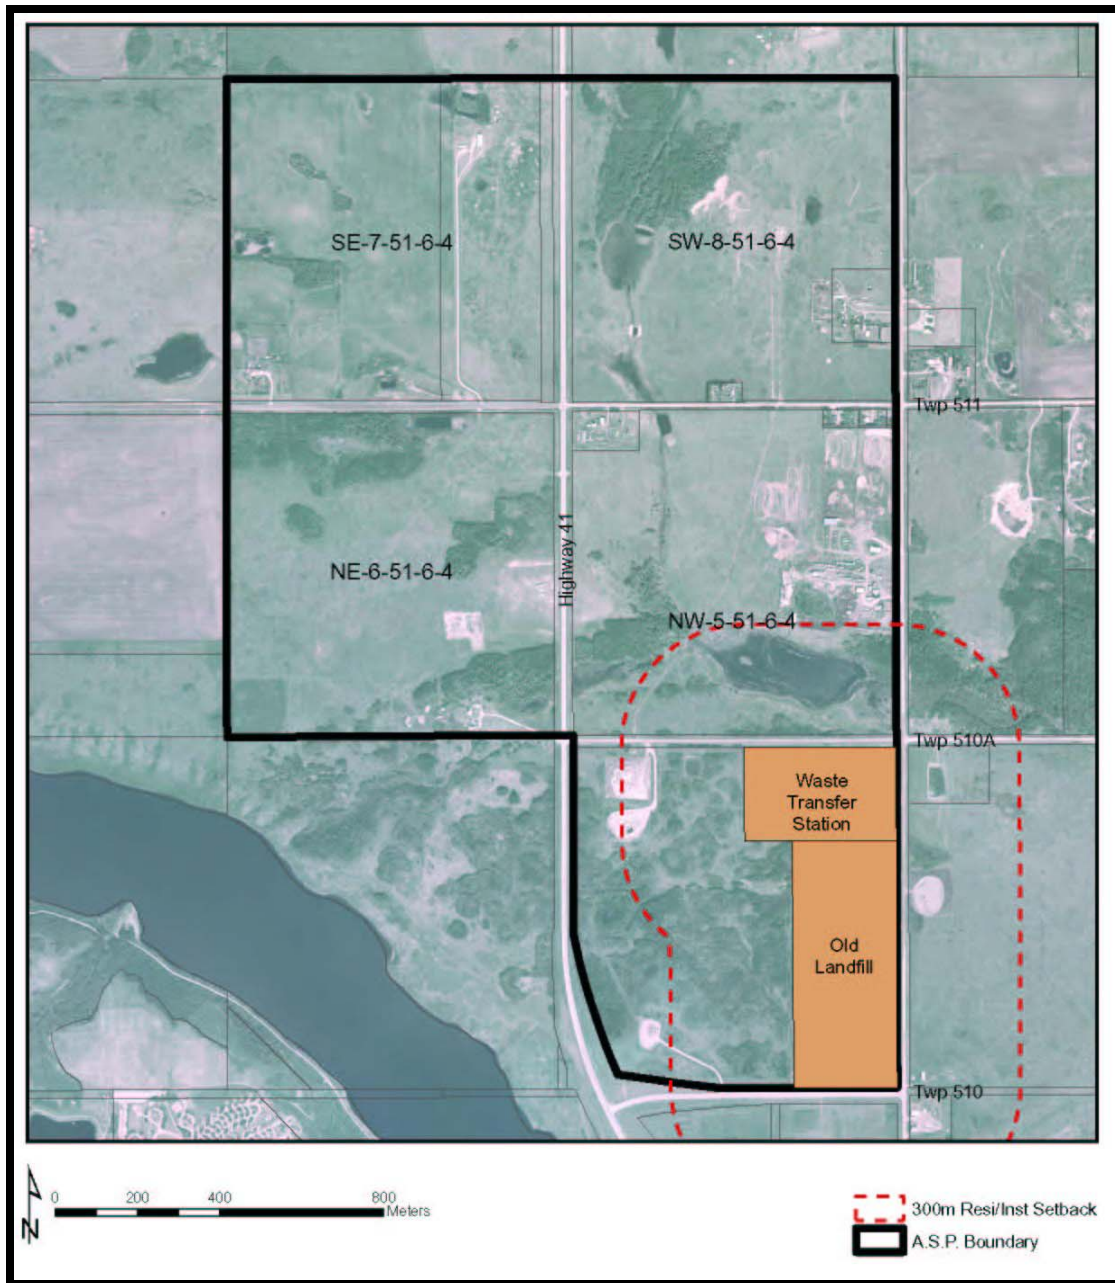 SE-7-51-6-4
SW-8-51-6-4
Twp 511
Highway 41
NE-6-51-6-4
NW-5-51-6-4
Twp 510A
Waste
Transfer
Station
Old
Landfill
Twp 510
N
0 200 400 800
Meters
300m Resi/Inst Setback
A.S.P. Boundary